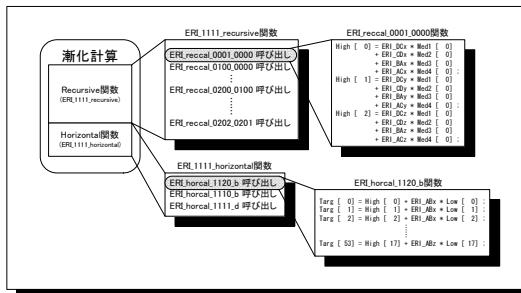 漸化計算
Recursive関数
(ERI_1111_recursive)
Horizontal関数
(ERI_1111_horizontal)
ERI_1111_recursive関数
ERI_reccal_0001_0000 呼び出し
ERI_reccal_0100_0000 呼び出し
⋮
ERI_reccal_0200_0100 呼び出し
⋮
ERI_reccal_0202_0201 呼び出し
ERI_reccal_0001_0000関数
High [ 0] = ERI_DCx * Med1 [ 0]
+ ERI_CDx * Med2 [ 0]
+ ERI_BAx * Med3 [ 0]
+ ERI_ACx * Med4 [ 0] ;
High [ 1] = ERI_DCy * Med1 [ 0]
+ ERI_CDy * Med2 [ 0]
+ ERI_BAy * Med3 [ 0]
+ ERI_ACy * Med4 [ 0] ;
High [ 2] = ERI_DCz * Med1 [ 0]
+ ERI_CDz * Med2 [ 0]
+ ERI_BAz * Med3 [ 0]
+ ERI_ACz * Med4 [ 0] ;
ERI_1111_horizontal関数
ERI_horcal_1120_b 呼び出し
ERI_horcal_1110_b 呼び出し
ERI_horcal_1111_d 呼び出し
ERI_horcal_1120_b関数
Targ [ 0] = High [ 0] + ERI_ABx * Low [ 0] ;
Targ [ 1] = High [ 1] + ERI_ABx * Low [ 1] ;
Targ [ 2] = High [ 2] + ERI_ABx * Low [ 2] ;
⋮
Targ [ 53] = High [ 17] + ERI_ABz * Low [ 17] ;